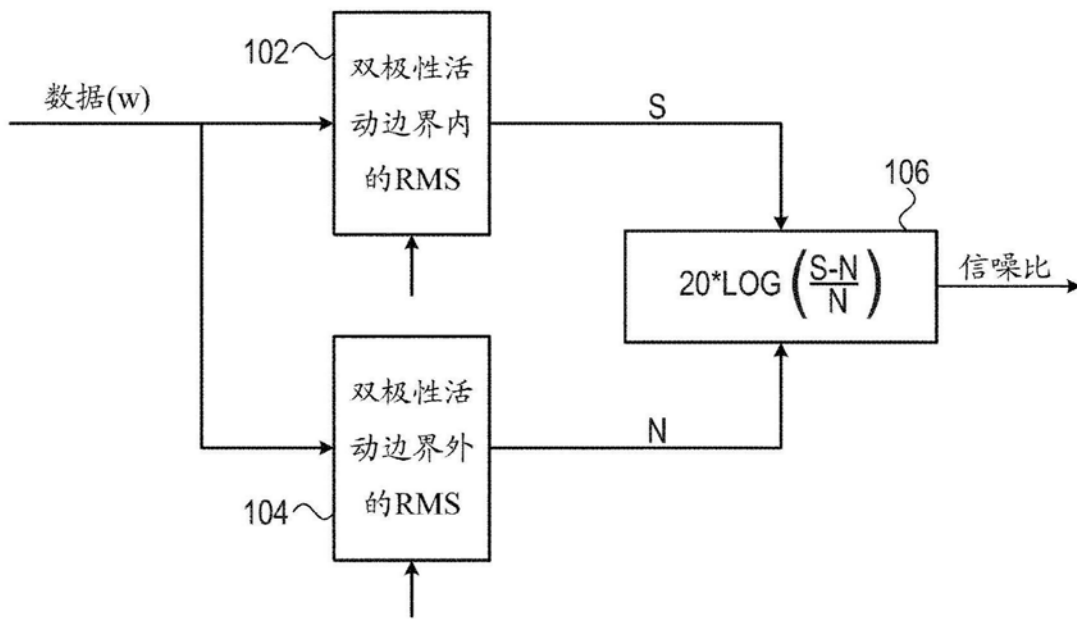 数据(w)
102
双极性活
动边界内
的RMS
S
106
20*LOG (S-N/N)
信噪比
双极性活
动边界外
的RMS
104
N